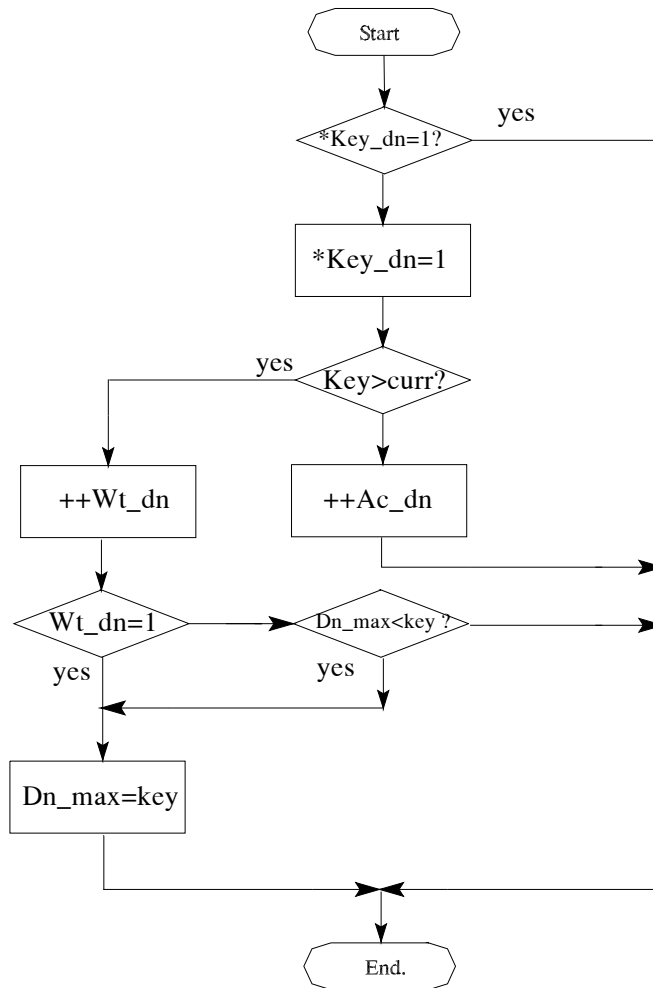 Start
*Key_dn=1?
yes
*Key_dn=1
yes
Key>curr?
++Wt_dn
++Ac_dn
Wt_dn=1
Dn_max<key ?
yes
yes
Dn_max=key
End.